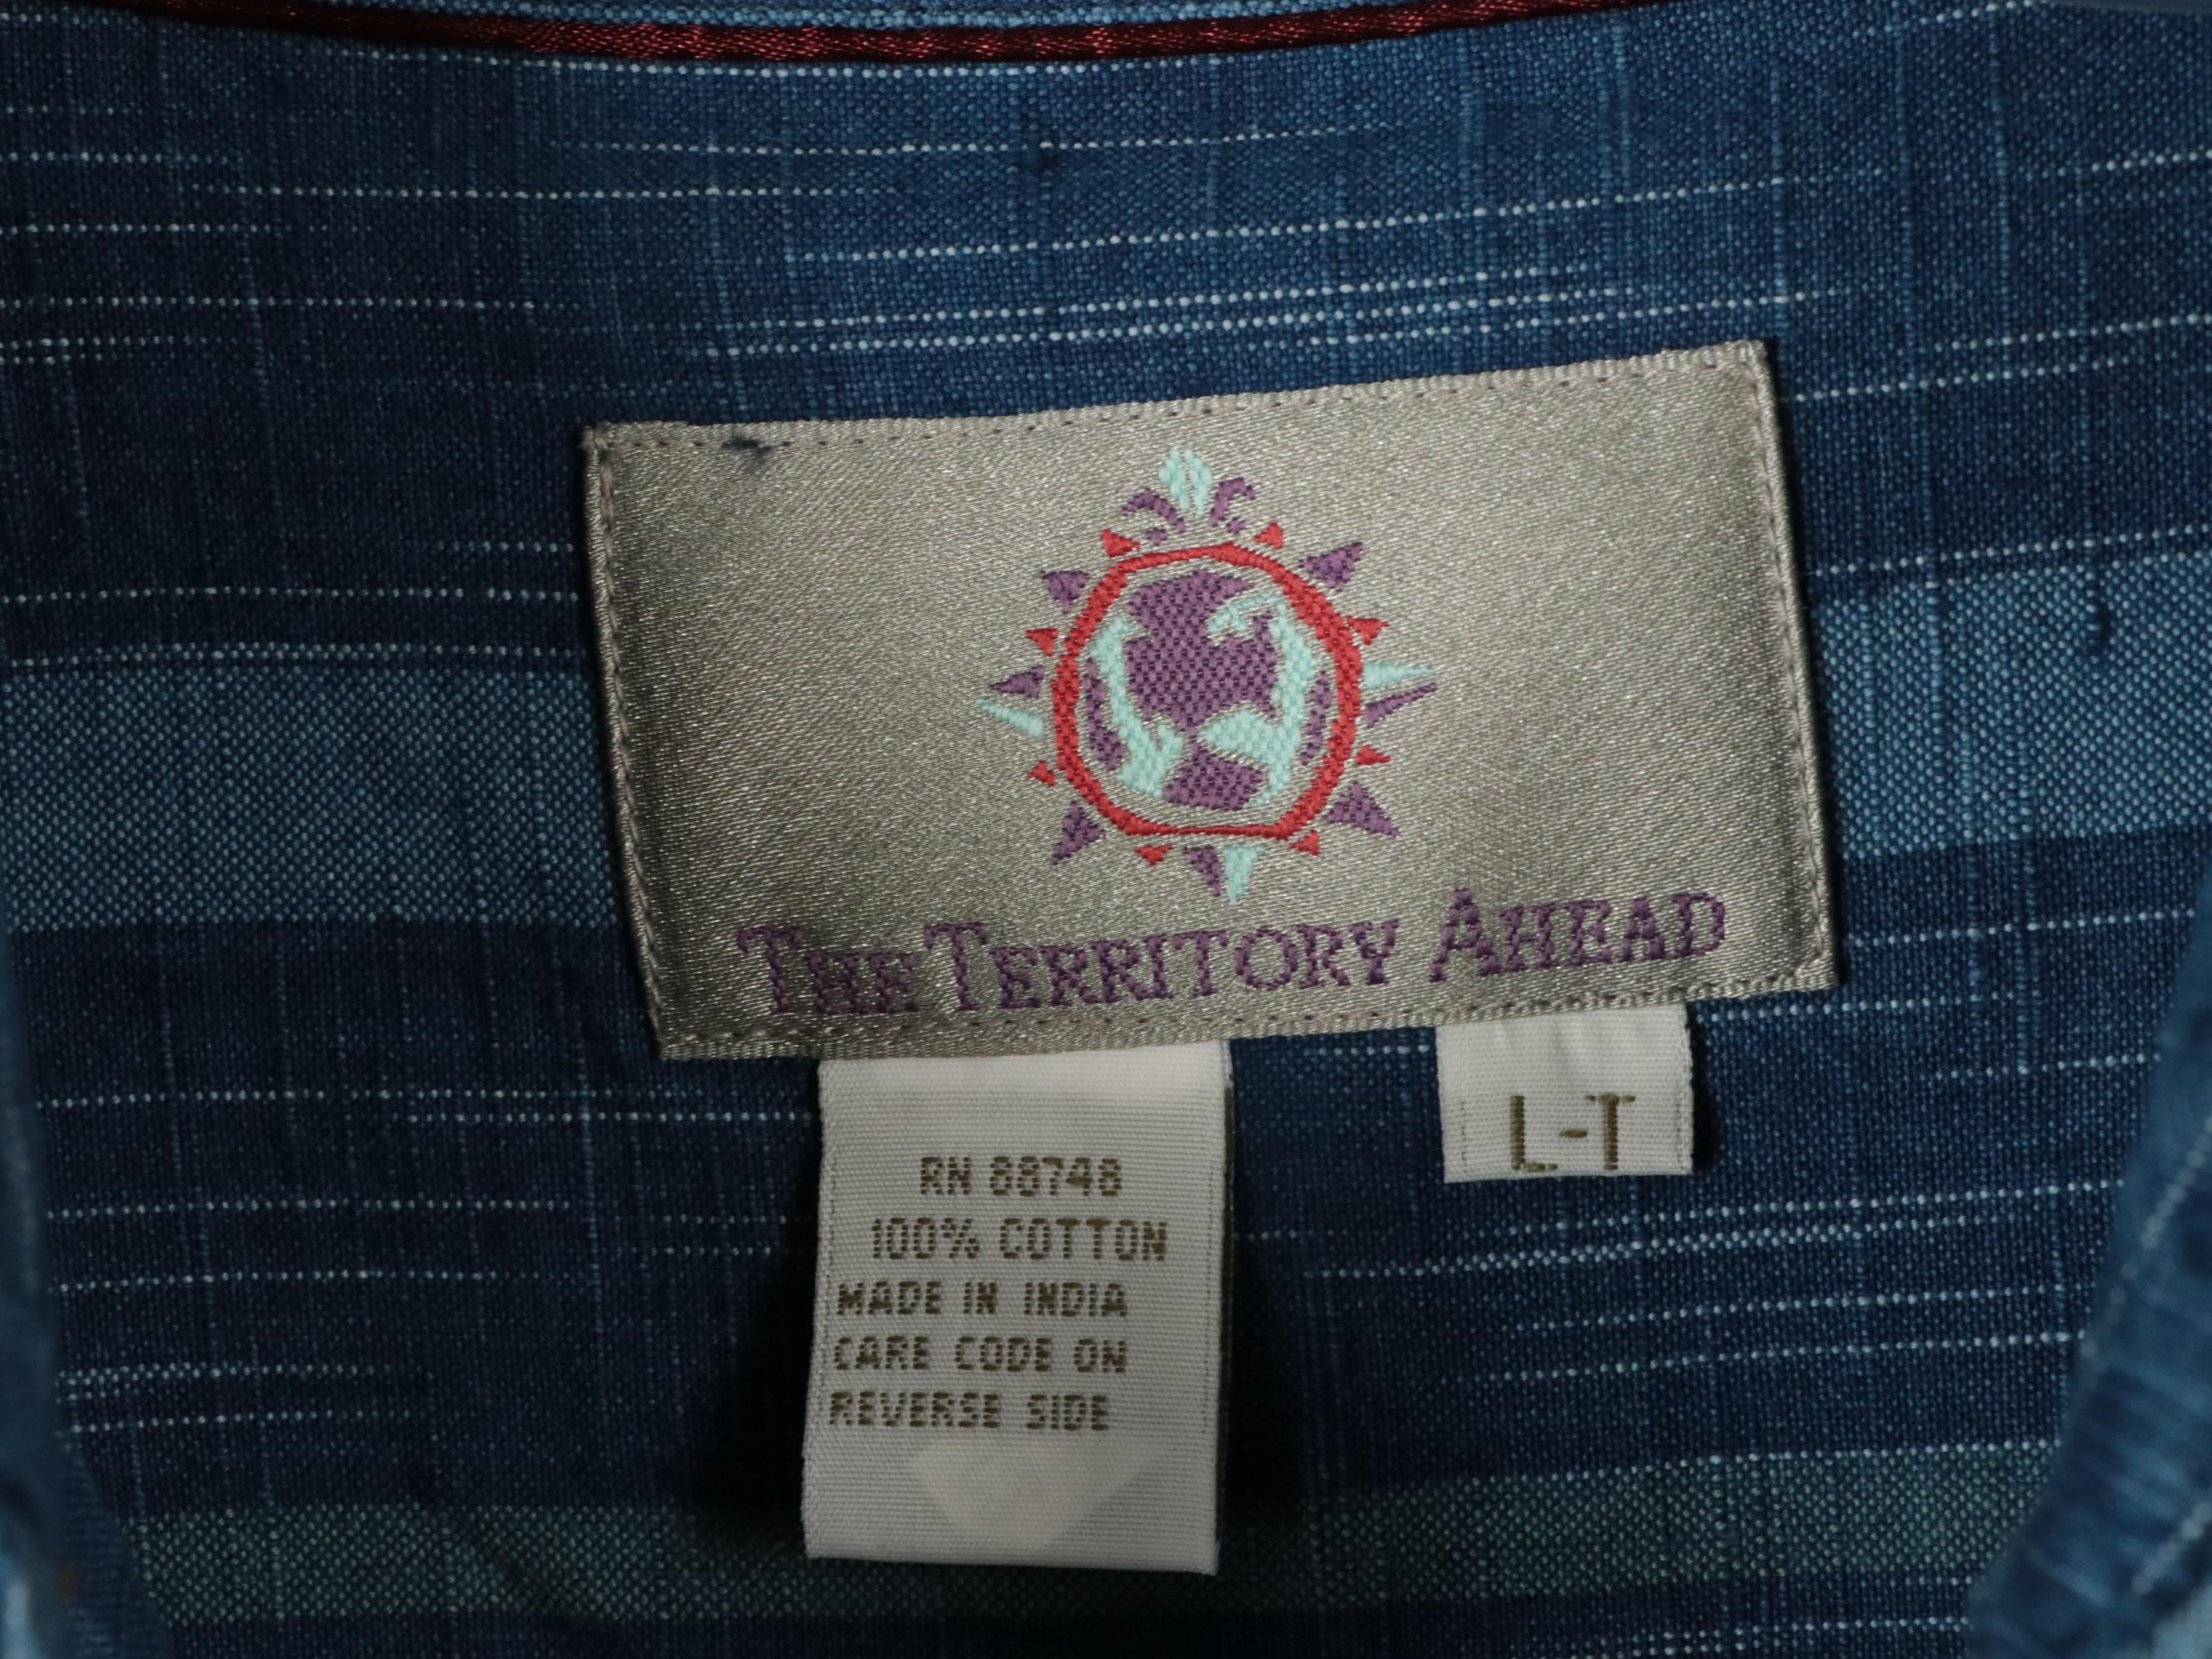 THE TERRITORY AHEAD
L-T
RN 88748
100% COTTON
MADE IN INDIA
CARE CODE ON
REVERSE SIDE